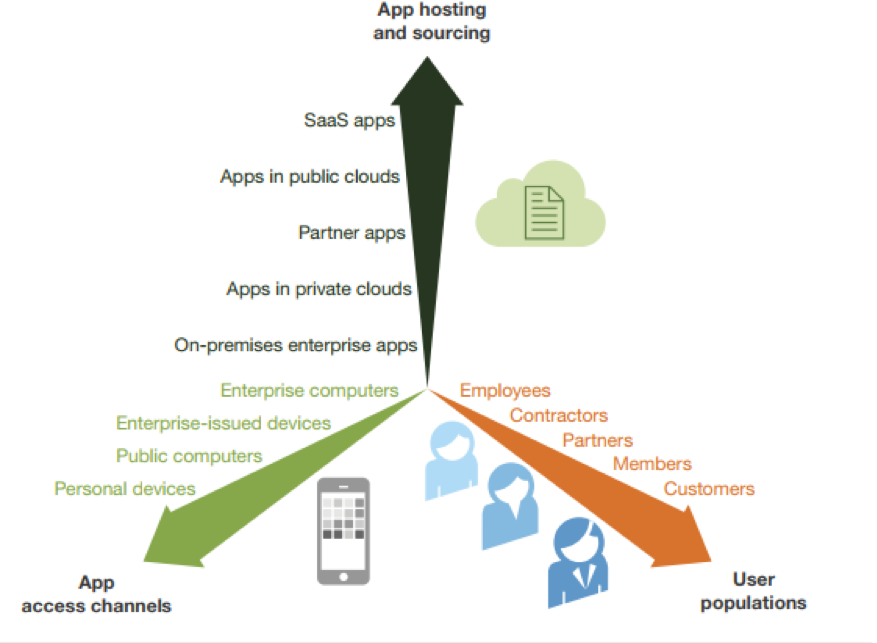 App hosting
and sourcing
SaaS apps
Apps in public clouds
Partner apps
Apps in private clouds
On-premises enterprise apps
Enterprise computers
Enterprise-issued devices
Public computers
Personal devices
Employees
Contractors
Partners
Members
Customers
App
access channels
User
populations